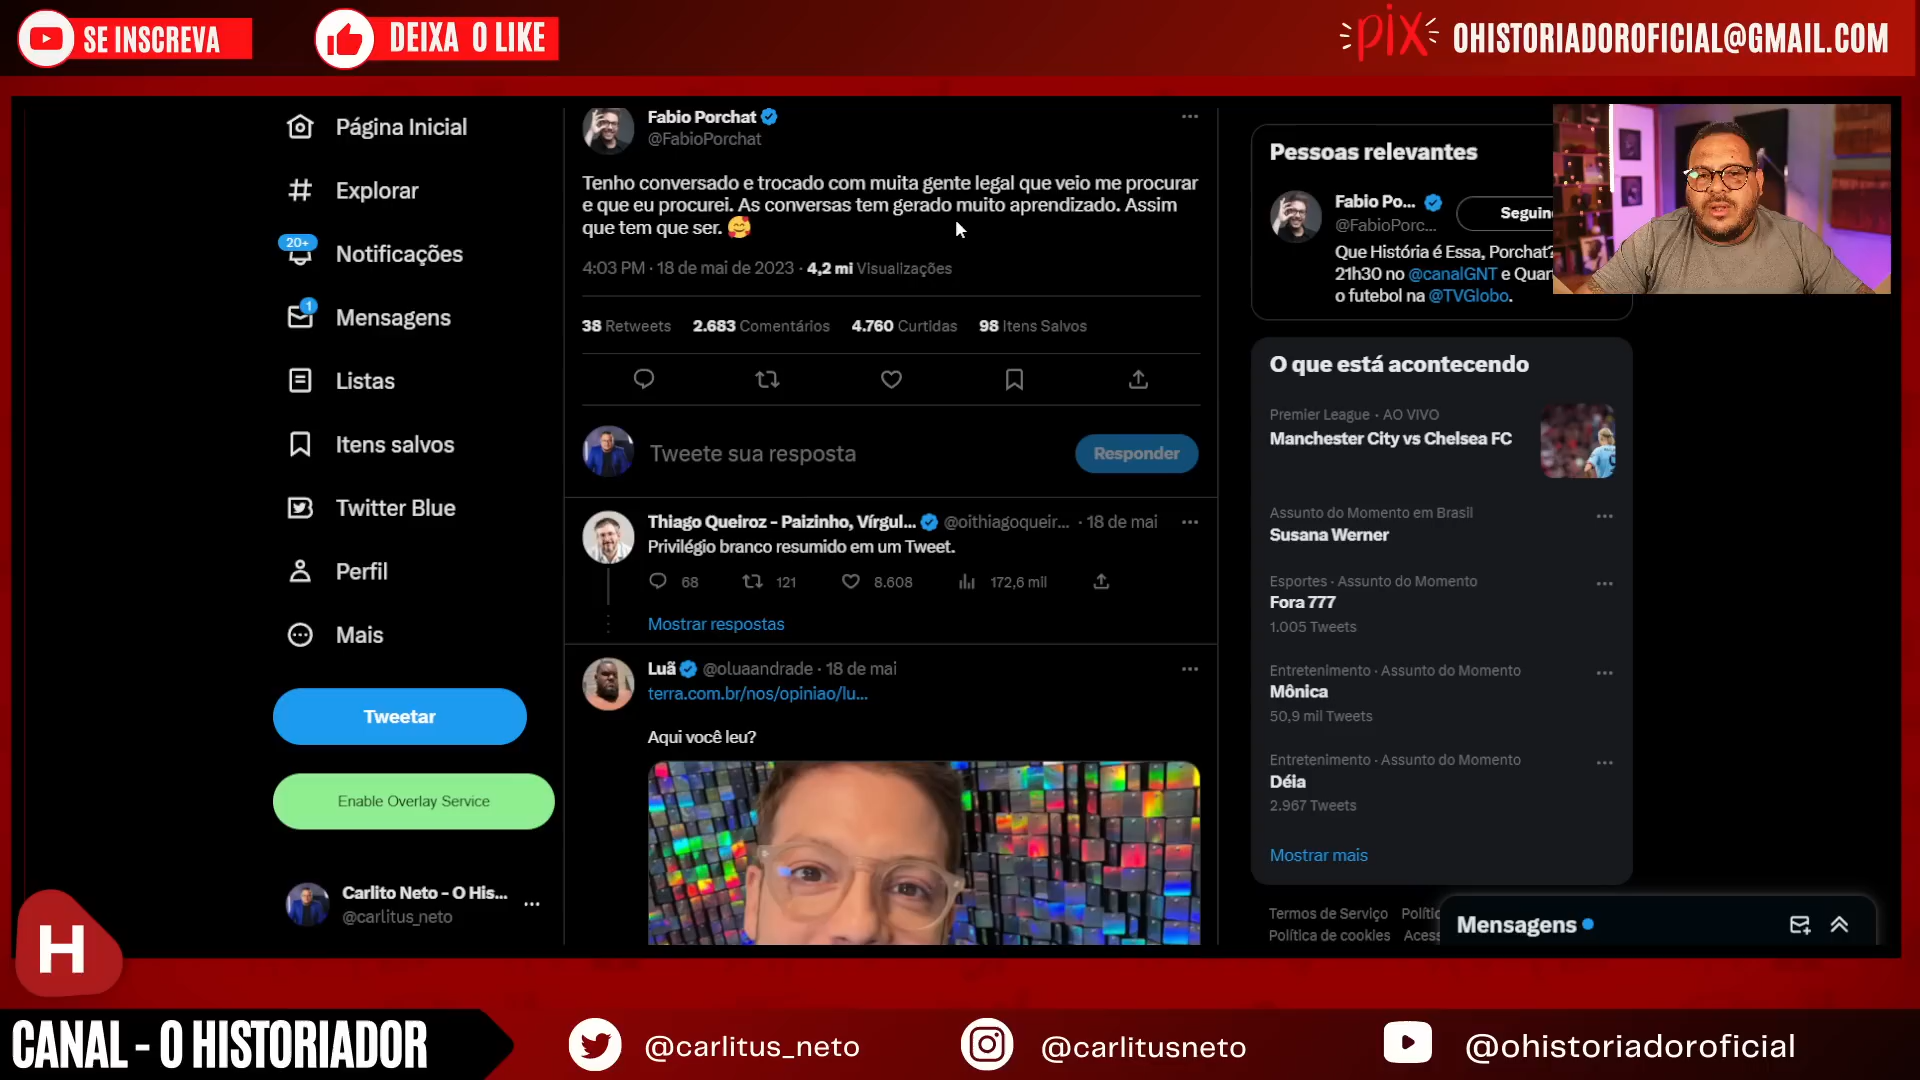 SE INSCREVA
DEIXA O LIKE
PIX
OHISTORIADOROFICIAL@GMAIL.COM
Página Inicial
Explorar
20+
Notificações
1
Mensagens
Listas
Itens salvos
Twitter Blue
Perfil
Mais
Tweetar
Enable Overlay Service
Carlito Neto - O His...
@carlitus_neto
Fabio Porchat
@FabioPorchat
Tenho conversado e trocado com muita gente legal que veio me procurar
e que eu procurei. As conversas tem gerado muito aprendizado. Assim
que tem que ser. 🥰
4:03 PM · 18 de mai de 2023 · 4,2 mi Visualizações
38 Retweets 2.683 Comentários 4.760 Curtidas 98 Itens Salvos
Tweete sua resposta
Responder
Thiago Queiroz - Paizinho, Vírgul... @oithiagoqueir... · 18 de mai
Privilégio branco resumido em um Tweet.
68 121 8.608 172,6 mil
Mostrar respostas
Luã @oluaandrade · 18 de mai
terra.com.br/nos/opiniao/lu...
Aqui você leu?
Pessoas relevantes
Fabio Po...
@FabioPorc...
Seguin
Que História é Essa, Porchat?
21h30 no @canalGNT e Quar
o futebol na @TVGlobo.
O que está acontecendo
Premier League · AO VIVO
Manchester City vs Chelsea FC
Assunto do Momento em Brasil
Susana Werner
Esportes · Assunto do Momento
Fora 777
1.005 Tweets
Entretenimento · Assunto do Momento
Mônica
50,9 mil Tweets
Entretenimento · Assunto do Momento
Déia
2.967 Tweets
Mostrar mais
Termos de Serviço Polític
Política de cookies Acess
Mensagens
H
CANAL - O HISTORIADOR
@carlitus_neto
@carlitusneto
@ohistoriadoroficial